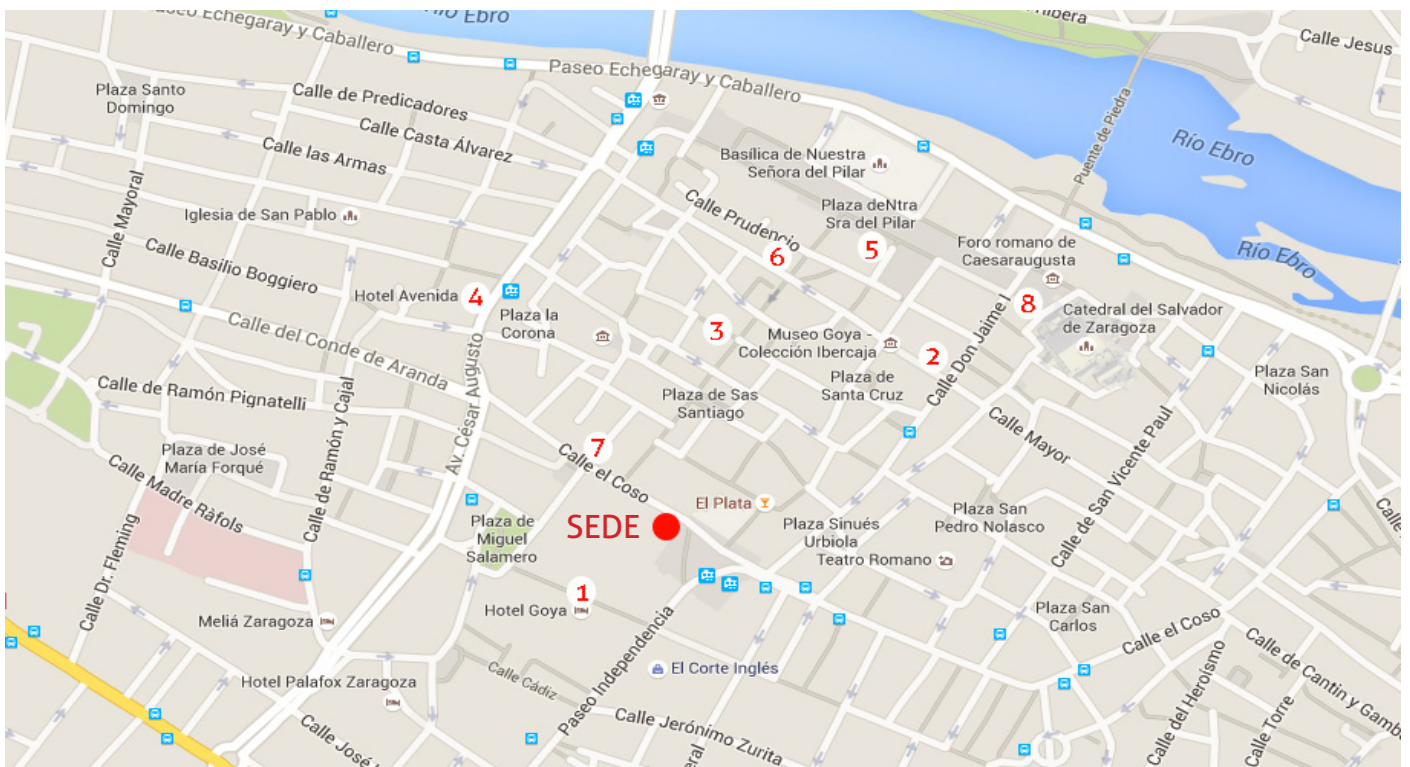 Río Ebro
Ribera
Calle Jesus
Paseo Echegaray y Caballero
Paseo Echegaray y Caballero
Plaza Santo
Domingo
Calle de Predicadores
Calle Casta Álvarez
Calle las Armas
Calle Mayoral
Iglesia de San Pablo
Calle Basilio Boggiero
Basílica de Nuestra
Señora del Pilar
Puente de Piedra
Río Ebro
Río Ebro
Calle Prudencio
Plaza deNtra
Sra del Pilar
5
6
Foro romano de
Caesaraugusta
8
Catedral del Salvador
de Zaragoza
Hotel Avenida
4
Plaza la
Corona
3
Museo Goya -
Colección Ibercaja
2
Calle Don Jaime I
Calle del Conde de Aranda
Av. César Augusto
Plaza de Sas
Santiago
Plaza de
Santa Cruz
Plaza San
Nicolás
Calle de Ramón Pignatelli
Calle de Ramón y Cajal
Plaza de José
María Forqué
Calle Mayor
Calle de San Vicente Paul
7
Calle el Coso
Calle Madre Ràfols
Calle Dr. Fleming
El Plata
SEDE
Plaza de
Miguel
Salamero
Plaza Sinués
Urbiola
Plaza San
Pedro Nolasco
Teatro Romano
1
Hotel Goya
Meliá Zaragoza
Plaza San
Carlos
Calle el Coso
Paseo Independencia
El Corte Inglés
Calle Cádiz
Hotel Palafox Zaragoza
Calle Jerónimo Zurita
Calle del Heroísmo
Calle de Cantin y Gamb
Calle Torre
Calle José
eral